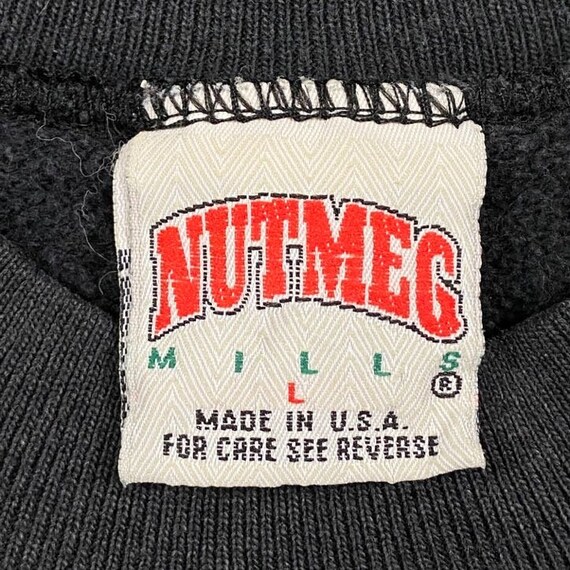 NUTMEG
MILLS
®
L
MADE IN U.S.A.
FOR CARE SEE REVERSE